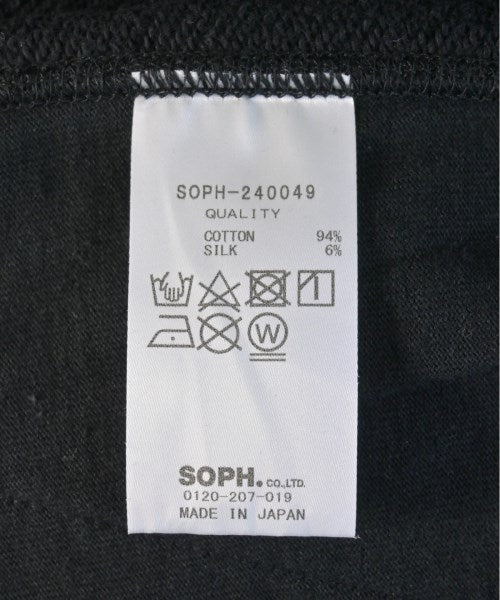 SOPH-240049
QUALITY
COTTON 94%
SILK 6%
W
SOPH. CO.,LTD.
0120-207-019
MADE IN JAPAN